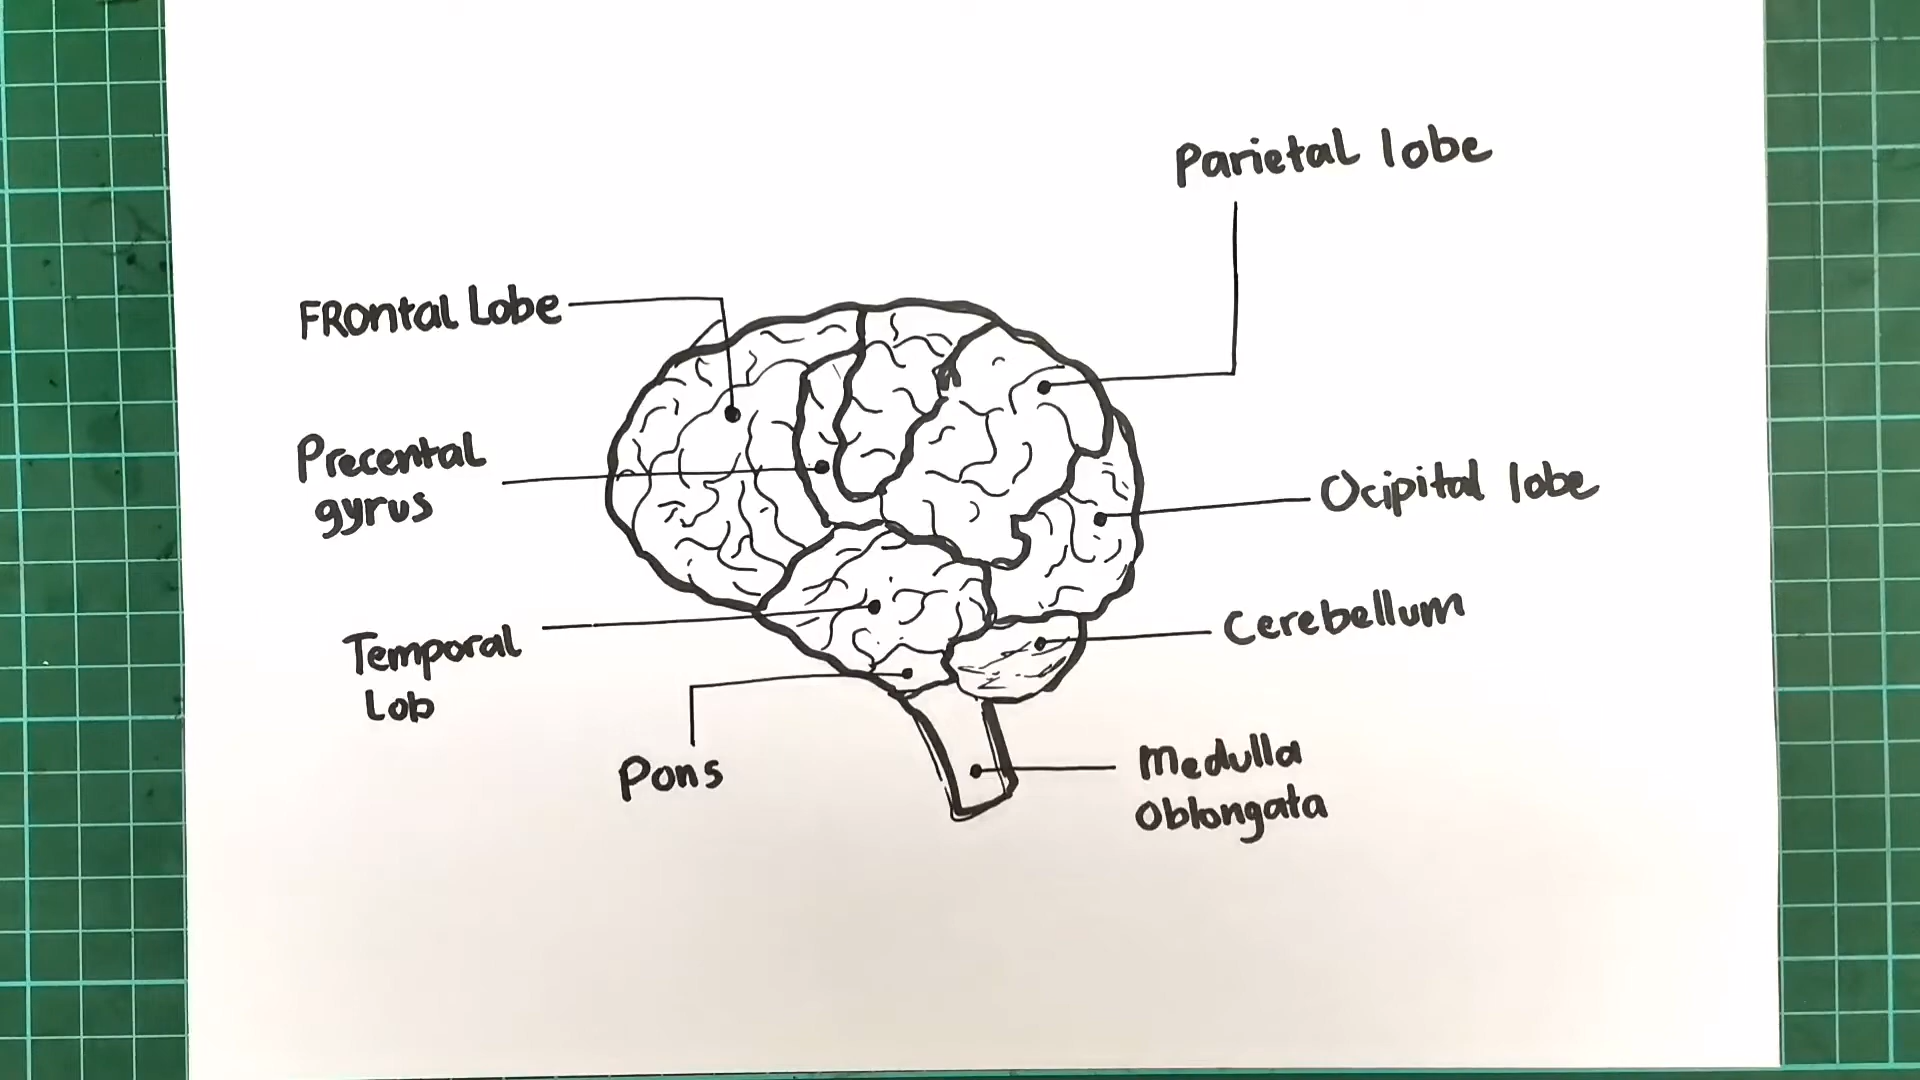 Parietal lobe
FRontal Lobe
Precental
gyrus
Ocipital lobe
Cerebellum
Temporal
Lob
Pons
Medulla
Oblongata